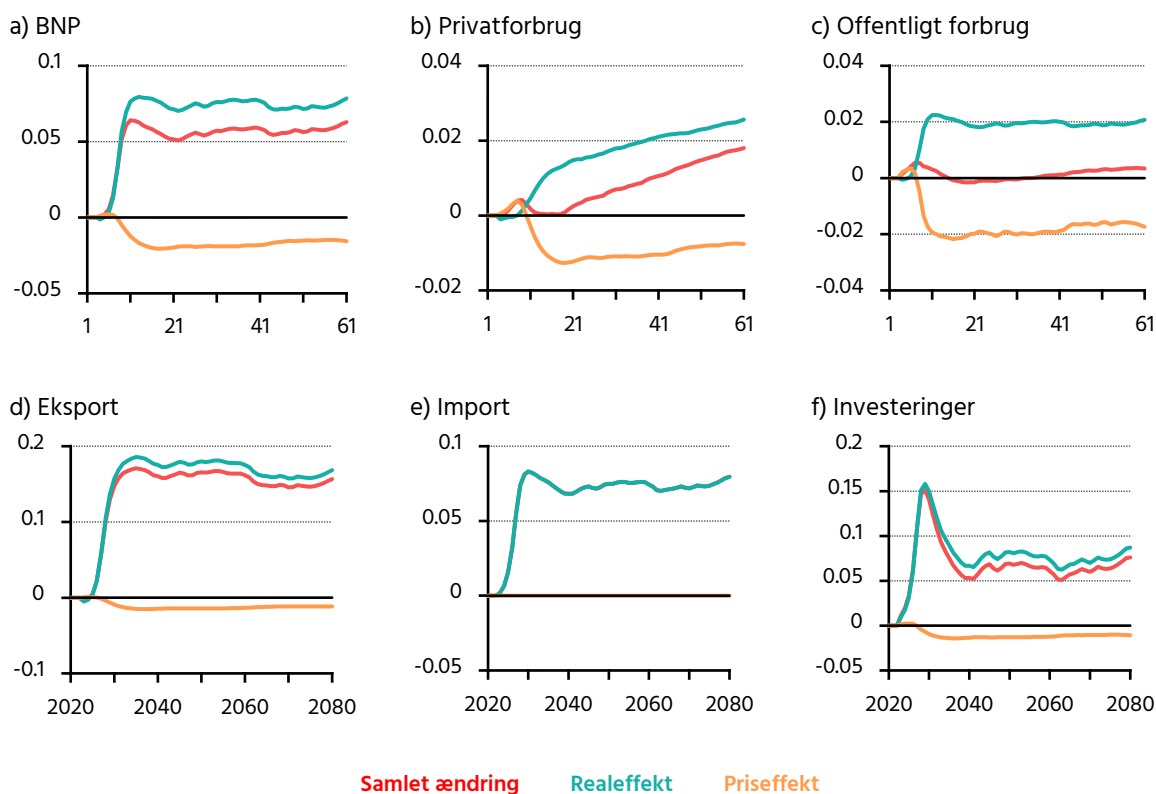 a) BNP
0.1
0.05
0
-0.05
1 21 41 61
b) Privatforbrug
0.04
0.02
0
-0.02
1 21 41 61
c) Offentligt forbrug
0.04
0.02
0
-0.02
-0.04
1 21 41 61
d) Eksport
0.2
0.1
0
-0.1
2020 2040 2060 2080
e) Import
0.1
0.05
0
-0.05
2020 2040 2060 2080
f) Investeringer
0.2
0.15
0.1
0.05
0
-0.05
2020 2040 2060 2080
Samlet ændring Realeffekt Priseffekt